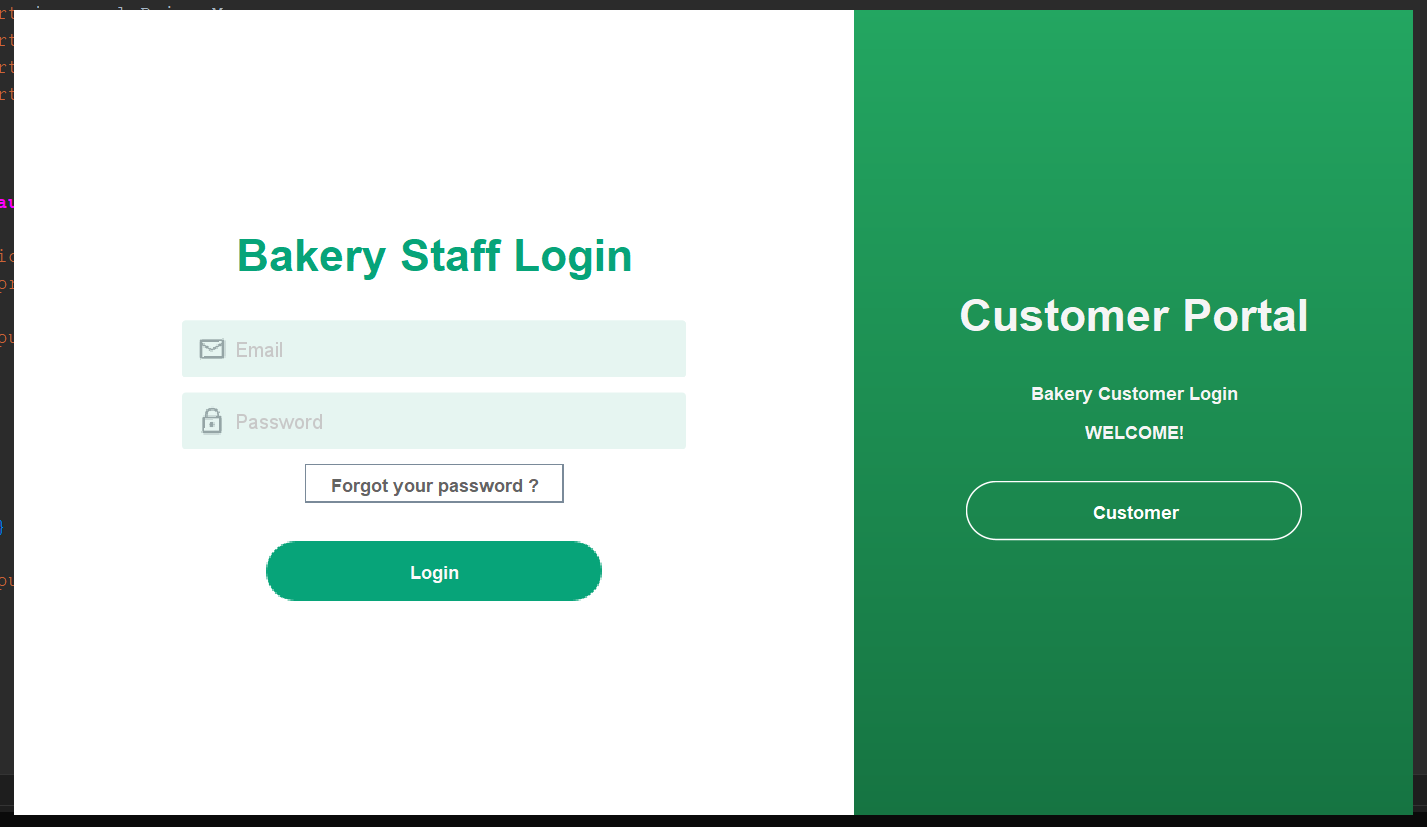 Bakery Staff Login
Email
Password
Forgot your password ?
Login
Customer Portal
Bakery Customer Login
WELCOME!
Customer